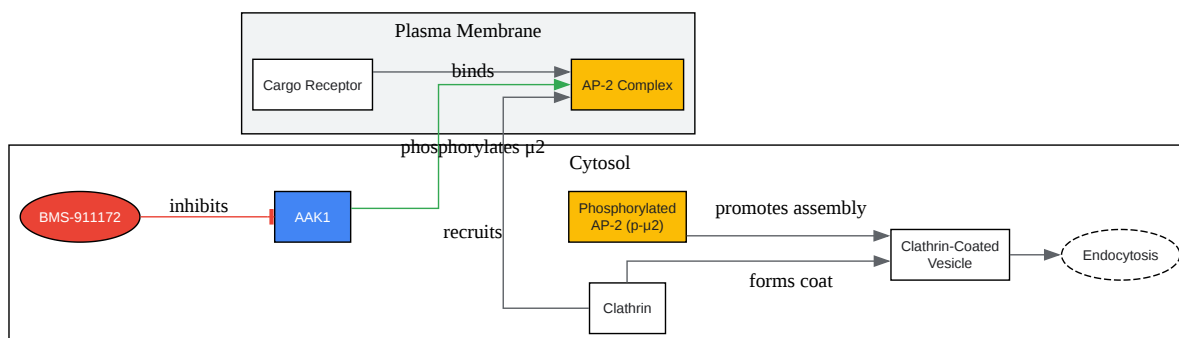 Plasma Membrane
Cargo Receptor
binds
AP-2 Complex
phosphorylates μ2
Cytosol
BMS-911172
inhibits
AAK1
recruits
Phosphorylated
AP-2 (p-μ2)
promotes assembly
Clathrin-Coated
Vesicle
Endocytosis
forms coat
Clathrin